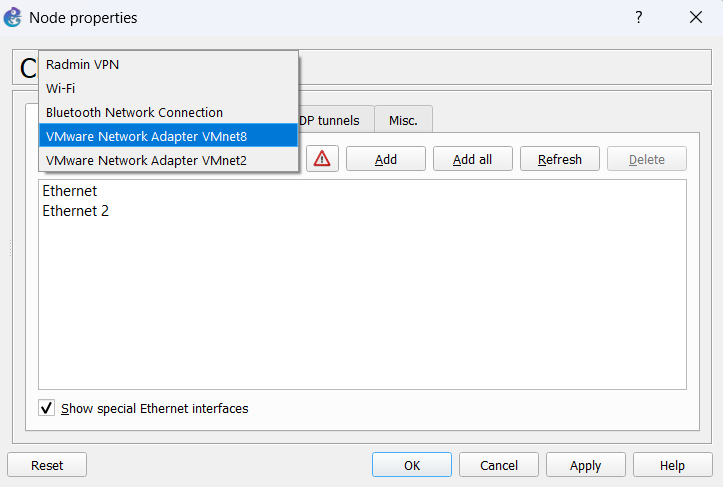 Node properties
?
C
Radmin VPN
Wi-Fi
Bluetooth Network Connection
VMware Network Adapter VMnet8
VMware Network Adapter VMnet2
DP tunnels
Misc.
Add
Add all
Refresh
Delete
Ethernet
Ethernet 2
Show special Ethernet interfaces
Reset
OK
Cancel
Apply
Help